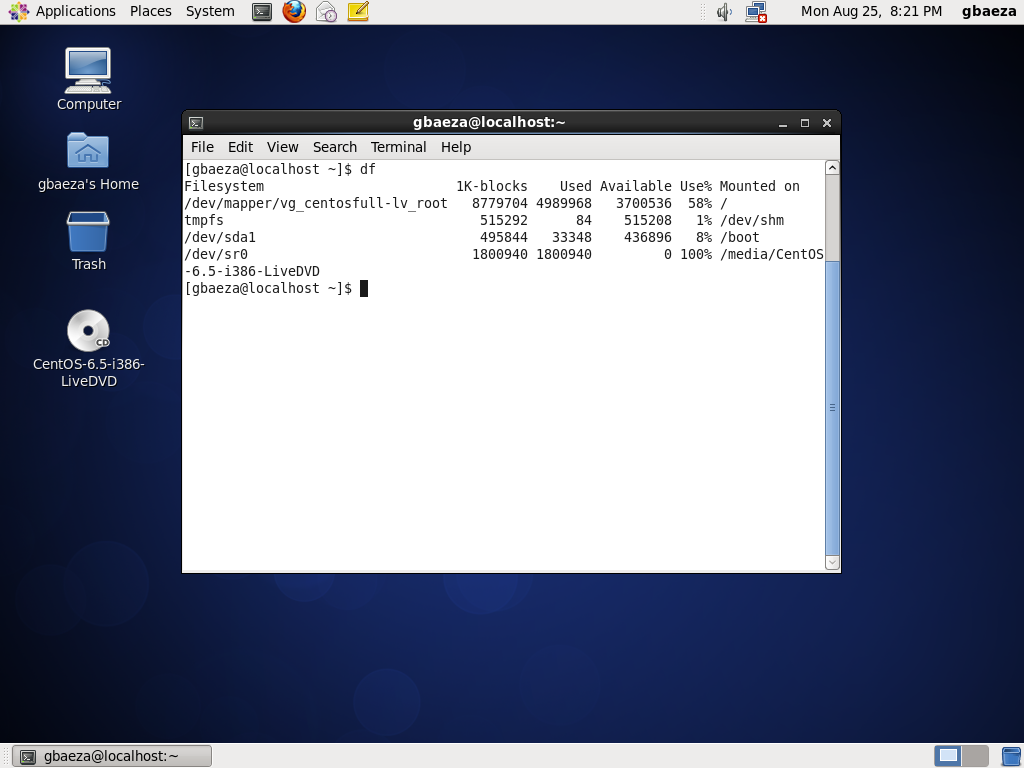 Applications Places System Mon Aug 25, 8:21 PM gbaeza
Computer
gbaeza's Home
Trash
CD
CentOS-6.5-i386-
LiveDVD
gbaeza@localhost:~
File Edit View Search Terminal Help
[gbaeza@localhost ~]$ df
Filesystem                        1K-blocks    Used Available Use% Mounted on
/dev/mapper/vg_centosfull-lv_root   8779704 4989968   3700536  58% /
tmpfs                               515292      84    515208   1% /dev/shm
/dev/sda1                            495844   33348    436896   8% /boot
/dev/sr0                            1800940 1800940         0 100% /media/CentOS
-6.5-i386-LiveDVD
[gbaeza@localhost ~]$
gbaeza@localhost:~